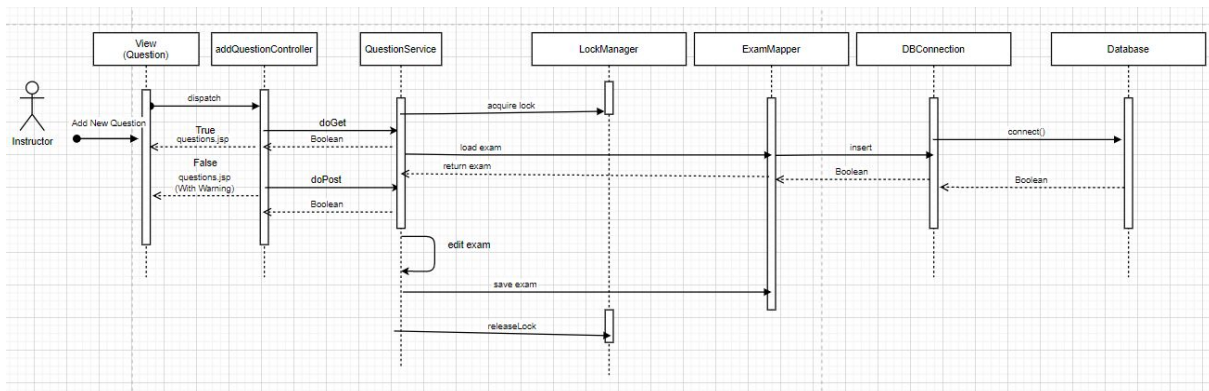 View
(Question)
addQuestionController
QuestionService
LockManager
ExamMapper
DBConnection
Database
Instructor
Add New Question
dispatch
True
questions.jsp
False
questions.jsp
(With Warning)
doGet
Boolean
doPost
Boolean
acquire lock
load exam
return exam
insert
Boolean
connect()
Boolean
edit exam
save exam
releaseLock